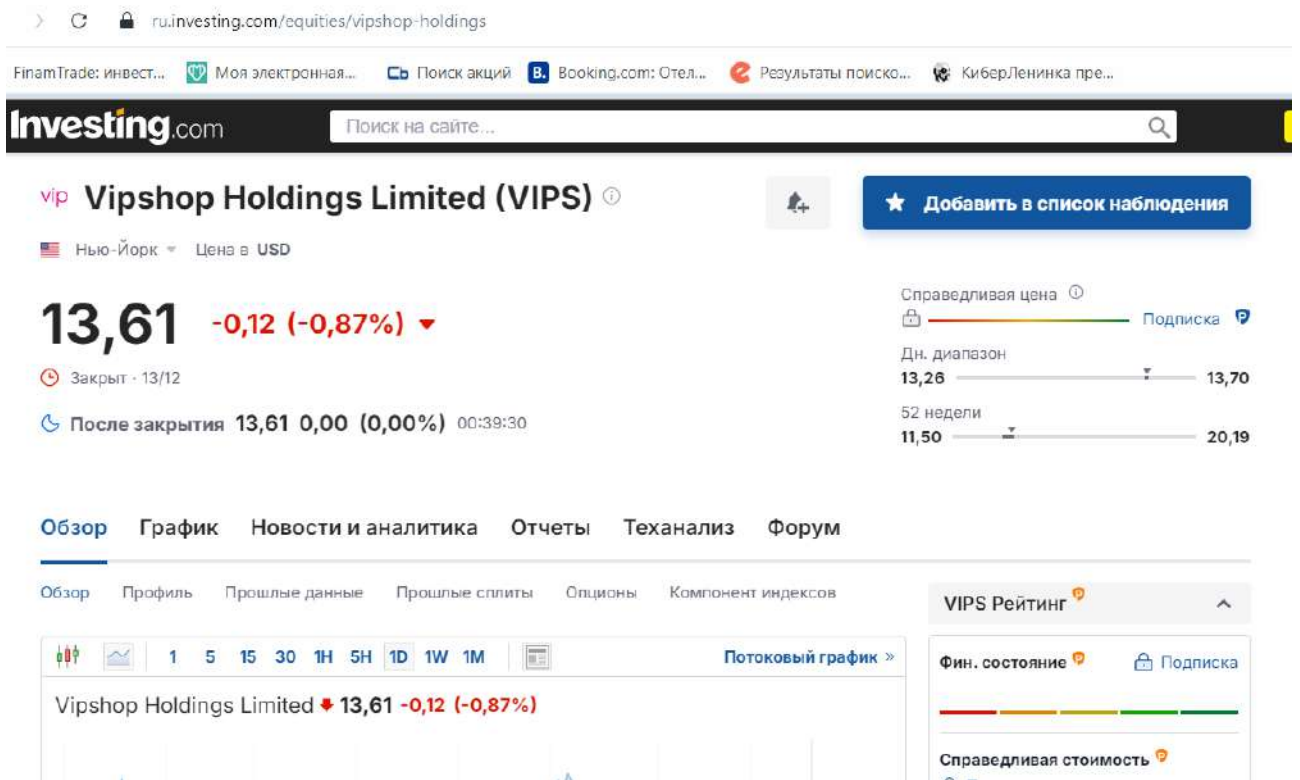 ru.investing.com/equities/vipshop-holdings
FinamTrade: инвест... Моя электронная... Сь Поиск акций B. Booking.com: Отел... Результаты поиско... КиберЛенинка пре...
Investing.com Поиск на сайте...
vip Vipshop Holdings Limited (VIPS)
Добавить в список наблюдения
Нью-Йорк Цена в USD
13,61 -0,12 (-0,87%)
Закрыт · 13/12
После закрытия 13,61 0,00 (0,00%) 00:39:30
Справедливая цена
Подписка
Дн. диапазон
13,26 13,70
52 недели
11,50 20,19
Обзор График Новости и аналитика Отчеты Теханализ Форум
Обзор Профиль Прошлые данные Прошлые сплиты Опционы Компонент индексов
1 5 15 30 1H 5H 1D 1W 1M Потоковый график »
Vipshop Holdings Limited 13,61 -0,12 (-0,87%)
VIPS Рейтинг
Фин. состояние Подписка
Справедливая стоимость